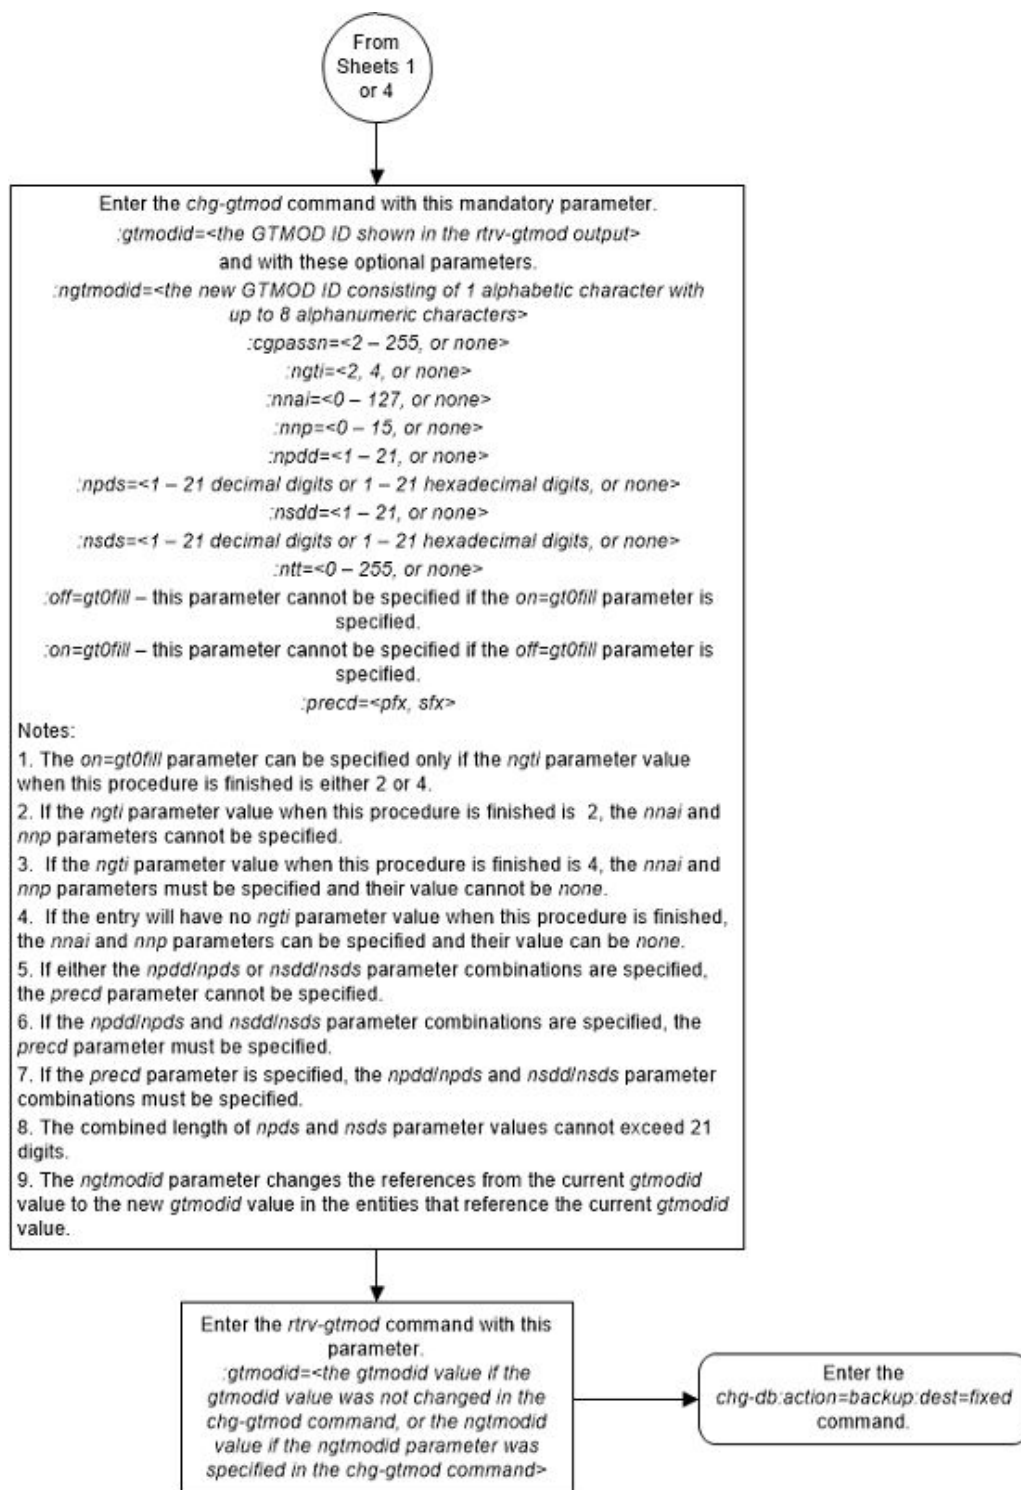 From
Sheets 1
or 4
Enter the chg-gtmod command with this mandatory parameter.
:gtmodid=<the GTMOD ID shown in the rtrv-gtmod output>
and with these optional parameters.
:ngtmodid=<the new GTMOD ID consisting of 1 alphabetic character with
up to 8 alphanumeric characters>
:cgpassn=<2 – 255, or none>
:ngti=<2, 4, or none>
:nnai=<0 – 127, or none>
:nnp=<0 – 15, or none>
:npdd=<1 – 21, or none>
:npds=<1 – 21 decimal digits or 1 – 21 hexadecimal digits, or none>
:nsdd=<1 – 21, or none>
:nsds=<1 – 21 decimal digits or 1 – 21 hexadecimal digits, or none>
:ntt=<0 – 255, or none>
:off=gt0fill – this parameter cannot be specified if the on=gt0fill parameter is
specified.
:on=gt0fill – this parameter cannot be specified if the off=gt0fill parameter is
specified.
:precd=<pfx, sfx>
Notes:
1. The on=gt0fill parameter can be specified only if the ngti parameter value
when this procedure is finished is either 2 or 4.
2. If the ngti parameter value when this procedure is finished is 2, the nnai and
nnp parameters cannot be specified.
3. If the ngti parameter value when this procedure is finished is 4, the nnai and
nnp parameters must be specified and their value cannot be none.
4. If the entry will have no ngti parameter value when this procedure is finished,
the nnai and nnp parameters can be specified and their value can be none.
5. If either the npdd/npds or nsdd/nsds parameter combinations are specified,
the precd parameter cannot be specified.
6. If the npdd/npds and nsdd/nsds parameter combinations are specified, the
precd parameter must be specified.
7. If the precd parameter is specified, the npdd/npds and nsdd/nsds parameter
combinations must be specified.
8. The combined length of npds and nsds parameter values cannot exceed 21
digits.
9. The ngtmodid parameter changes the references from the current gtmodid
value to the new gtmodid value in the entities that reference the current gtmodid
value.
Enter the rtrv-gtmod command with this
parameter.
:gtmodid=<the gtmodid value if the
gtmodid value was not changed in the
chg-gtmod command, or the ngtmodid
value if the ngtmodid parameter was
specified in the chg-gtmod command>
Enter the
chg-db:action=backup:dest=fixed
command.